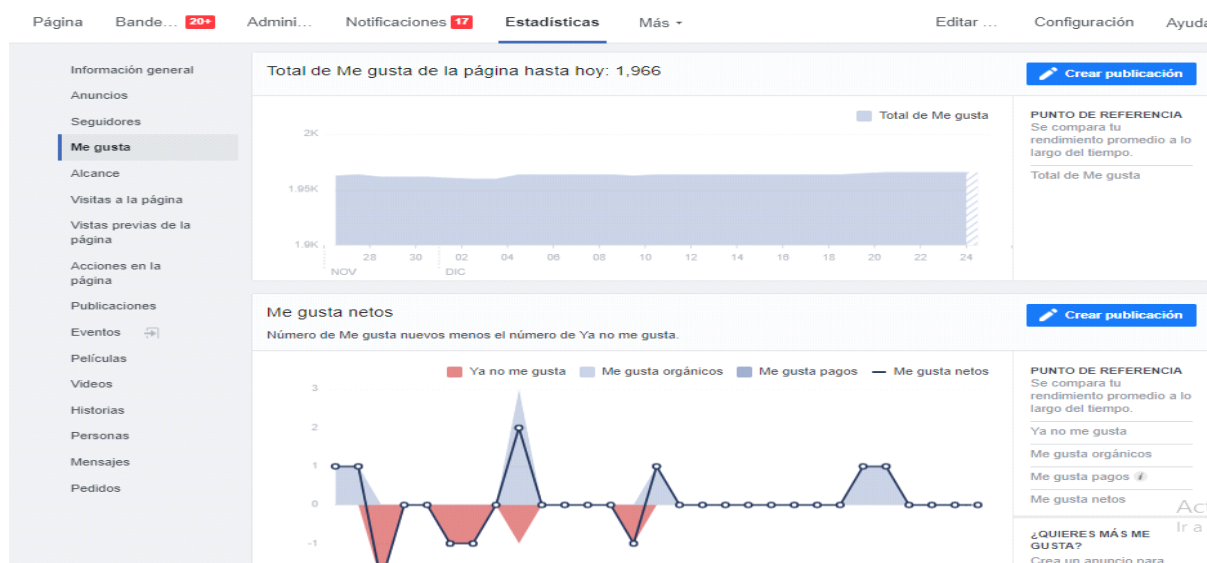 Página Bande... 20+ Admini... Notificaciones 17 Estadísticas Más Editar ... Configuración Ayuda
Información general
Anuncios
Seguidores
Me gusta
Alcance
Visitas a la página
Vistas previas de la
página
Acciones en la
página
Publicaciones
Eventos
Películas
Videos
Historias
Personas
Mensajes
Pedidos
Total de Me gusta de la página hasta hoy: 1,966
Crear publicación
Total de Me gusta
2K
1.95K
1.9K
28 30 02 04 06 08 10 12 14 16 18 20 22 24
NOV DIC
PUNTO DE REFERENCIA
Se compara tu
rendimiento promedio a lo
largo del tiempo.
Total de Me gusta
Me gusta netos
Número de Me gusta nuevos menos el número de Ya no me gusta.
Crear publicación
Ya no me gusta Me gusta orgánicos Me gusta pagos Me gusta netos
3
2
1
0
-1
PUNTO DE REFERENCIA
Se compara tu
rendimiento promedio a lo
largo del tiempo.
Ya no me gusta
Me gusta orgánicos
Me gusta pagos i
Me gusta netos
Act
Ir a
¿QUIERES MÁS ME
GUSTA?
Crea un anuncio para